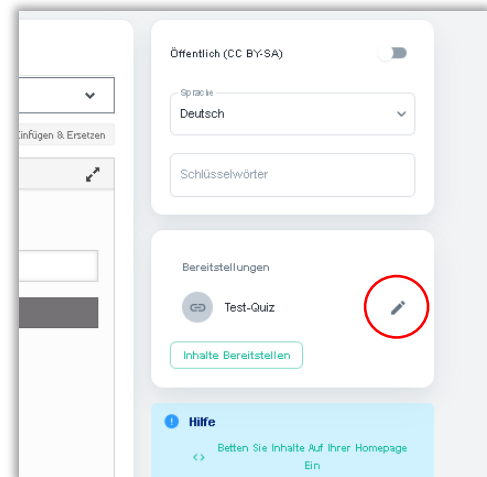 Öffentlich (CC BY-SA)
Sprache
Deutsch
Einfügen & Ersetzen
Schlüsselwörter
Bereitstellungen
Test-Quiz
Inhalte Bereitstellen
Hilfe
Betten Sie Inhalte Auf Ihrer Homepage
Ein